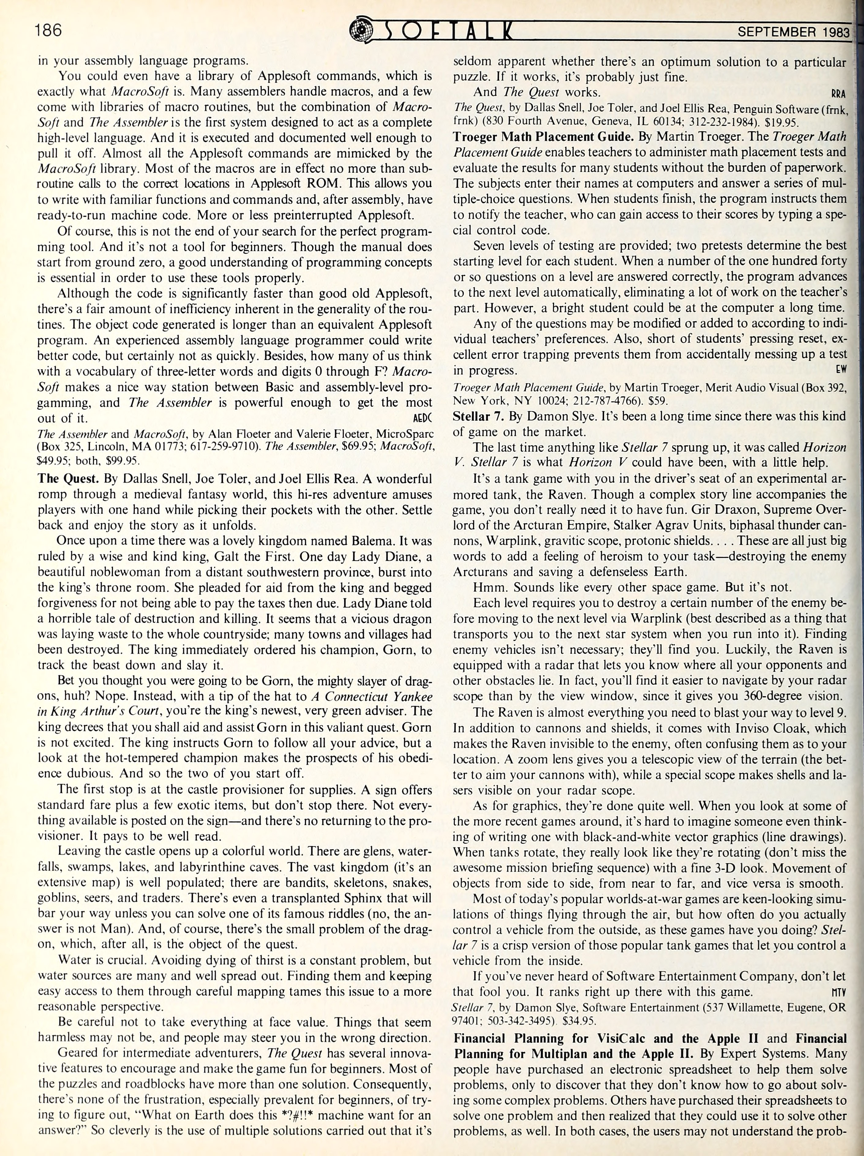 186
SOFTALK
SEPTEMBER 1983
in your assembly language programs.
You could even have a library of Applesoft commands, which is
exactly what MacroSoft is. Many assemblers handle macros, and a few
come with libraries of macro routines, but the combination of Macro-
Soft and The Assembler is the first system designed to act as a complete
high-level language. And it is executed and documented well enough to
pull it off. Almost all the Applesoft commands are mimicked by the
MacroSoft library. Most of the macros are in effect no more than sub-
routine calls to the correct locations in Applesoft ROM. This allows you
to write with familiar functions and commands and, after assembly, have
ready-to-run machine code. More or less preinterrupted Applesoft.
Of course, this is not the end of your search for the perfect program-
ming tool. And it's not a tool for beginners. Though the manual does
start from ground zero, a good understanding of programming concepts
is essential in order to use these tools properly.
Although the code is significantly faster than good old Applesoft,
there's a fair amount of inefficiency inherent in the generality of the rou-
tines. The object code generated is longer than an equivalent Applesoft
program. An experienced assembly language programmer could write
better code, but certainly not as quickly. Besides, how many of us think
with a vocabulary of three-letter words and digits 0 through F? Macro-
Soft makes a nice way station between Basic and assembly-level pro-
gamming, and The Assembler is powerful enough to get the most
out of it. AEDC
The Assembler and MacroSoft, by Alan Floeter and Valerie Floeter, MicroSparc
(Box 325, Lincoln, MA 01773; 617-259-9710). The Assembler, $69.95; MacroSoft,
$49.95; both, $99.95.
The Quest. By Dallas Snell, Joe Toler, and Joel Ellis Rea. A wonderful
romp through a medieval fantasy world, this hi-res adventure amuses
players with one hand while picking their pockets with the other. Settle
back and enjoy the story as it unfolds.
Once upon a time there was a lovely kingdom named Balema. It was
ruled by a wise and kind king, Galt the First. One day Lady Diane, a
beautiful noblewoman from a distant southwestern province, burst into
the king's throne room. She pleaded for aid from the king and begged
forgiveness for not being able to pay the taxes then due. Lady Diane told
a horrible tale of destruction and killing. It seems that a vicious dragon
was laying waste to the whole countryside; many towns and villages had
been destroyed. The king immediately ordered his champion, Gorn, to
track the beast down and slay it.
Bet you thought you were going to be Gorn, the mighty slayer of drag-
ons, huh? Nope. Instead, with a tip of the hat to A Connecticut Yankee
in King Arthur's Court, you're the king's newest, very green adviser. The
king decrees that you shall aid and assist Gorn in this valiant quest. Gorn
is not excited. The king instructs Gorn to follow all your advice, but a
look at the hot-tempered champion makes the prospects of his obedi-
ence dubious. And so the two of you start off.
The first stop is at the castle provisioner for supplies. A sign offers
standard fare plus a few exotic items, but don't stop there. Not every-
thing available is posted on the sign—and there's no returning to the pro-
visioner. It pays to be well read.
Leaving the castle opens up a colorful world. There are glens, water-
falls, swamps, lakes, and labyrinthine caves. The vast kingdom (it's an
extensive map) is well populated; there are bandits, skeletons, snakes,
goblins, seers, and traders. There's even a transplanted Sphinx that will
bar your way unless you can solve one of its famous riddles (no, the an-
swer is not Man). And, of course, there's the small problem of the drag-
on, which, after all, is the object of the quest.
Water is crucial. Avoiding dying of thirst is a constant problem, but
water sources are many and well spread out. Finding them and keeping
easy access to them through careful mapping tames this issue to a more
reasonable perspective.
Be careful not to take everything at face value. Things that seem
harmless may not be, and people may steer you in the wrong direction.
Geared for intermediate adventurers, The Quest has several innova-
tive features to encourage and make the game fun for beginners. Most of
the puzzles and roadblocks have more than one solution. Consequently,
there's none of the frustration, especially prevalent for beginners, of try-
ing to figure out, "What on Earth does this *?#!!* machine want for an
answer?" So cleverly is the use of multiple solutions carried out that it's
seldom apparent whether there's an optimum solution to a particular
puzzle. If it works, it's probably just fine.
And The Quest works. RRA
The Quest, by Dallas Snell, Joe Toler, and Joel Ellis Rea, Penguin Software (frnk,
frnk) (830 Fourth Avenue, Geneva, IL 60134; 312-232-1984). $19.95.
Troeger Math Placement Guide. By Martin Troeger. The Troeger Math
Placement Guide enables teachers to administer math placement tests and
evaluate the results for many students without the burden of paperwork.
The subjects enter their names at computers and answer a series of mul-
tiple-choice questions. When students finish, the program instructs them
to notify the teacher, who can gain access to their scores by typing a spe-
cial control code.
Seven levels of testing are provided; two pretests determine the best
starting level for each student. When a number of the one hundred forty
or so questions on a level are answered correctly, the program advances
to the next level automatically, eliminating a lot of work on the teacher's
part. However, a bright student could be at the computer a long time.
Any of the questions may be modified or added to according to indi-
vidual teachers' preferences. Also, short of students' pressing reset, ex-
cellent error trapping prevents them from accidentally messing up a test
in progress. EW
Troeger Math Placement Guide, by Martin Troeger, Merit Audio Visual (Box 392,
New York, NY 10024; 212-787-4766). $59.
Stellar 7. By Damon Slye. It's been a long time since there was this kind
of game on the market.
The last time anything like Stellar 7 sprung up, it was called Horizon
V. Stellar 7 is what Horizon V could have been, with a little help.
It's a tank game with you in the driver's seat of an experimental ar-
mored tank, the Raven. Though a complex story line accompanies the
game, you don't really need it to have fun. Gir Draxon, Supreme Over-
lord of the Arcturan Empire, Stalker Agrav Units, biphasal thunder can-
nons, Warplink, gravitic scope, protonic shields. . . . These are all just big
words to add a feeling of heroism to your task—destroying the enemy
Arcturans and saving a defenseless Earth.
Hmm. Sounds like every other space game. But it's not.
Each level requires you to destroy a certain number of the enemy be-
fore moving to the next level via Warplink (best described as a thing that
transports you to the next star system when you run into it). Finding
enemy vehicles isn't necessary; they'll find you. Luckily, the Raven is
equipped with a radar that lets you know where all your opponents and
other obstacles lie. In fact, you'll find it easier to navigate by your radar
scope than by the view window, since it gives you 360-degree vision.
The Raven is almost everything you need to blast your way to level 9.
In addition to cannons and shields, it comes with Inviso Cloak, which
makes the Raven invisible to the enemy, often confusing them as to your
location. A zoom lens gives you a telescopic view of the terrain (the bet-
ter to aim your cannons with), while a special scope makes shells and la-
sers visible on your radar scope.
As for graphics, they're done quite well. When you look at some of
the more recent games around, it's hard to imagine someone even think-
ing of writing one with black-and-white vector graphics (line drawings).
When tanks rotate, they really look like they're rotating (don't miss the
awesome mission briefing sequence) with a fine 3-D look. Movement of
objects from side to side, from near to far, and vice versa is smooth.
Most of today's popular worlds-at-war games are keen-looking simu-
lations of things flying through the air, but how often do you actually
control a vehicle from the outside, as these games have you doing? Stel-
lar 7 is a crisp version of those popular tank games that let you control a
vehicle from the inside.
If you've never heard of Software Entertainment Company, don't let
that fool you. It ranks right up there with this game. MTV
Stellar 7, by Damon Slye, Software Entertainment (537 Willamette, Eugene, OR
97401; 503-342-3495). $34.95.
Financial Planning for VisiCalc and the Apple II and Financial
Planning for Multiplan and the Apple II. By Expert Systems. Many
people have purchased an electronic spreadsheet to help them solve
problems, only to discover that they don't know how to go about solv-
ing some complex problems. Others have purchased their spreadsheets to
solve one problem and then realized that they could use it to solve other
problems, as well. In both cases, the users may not understand the prob-